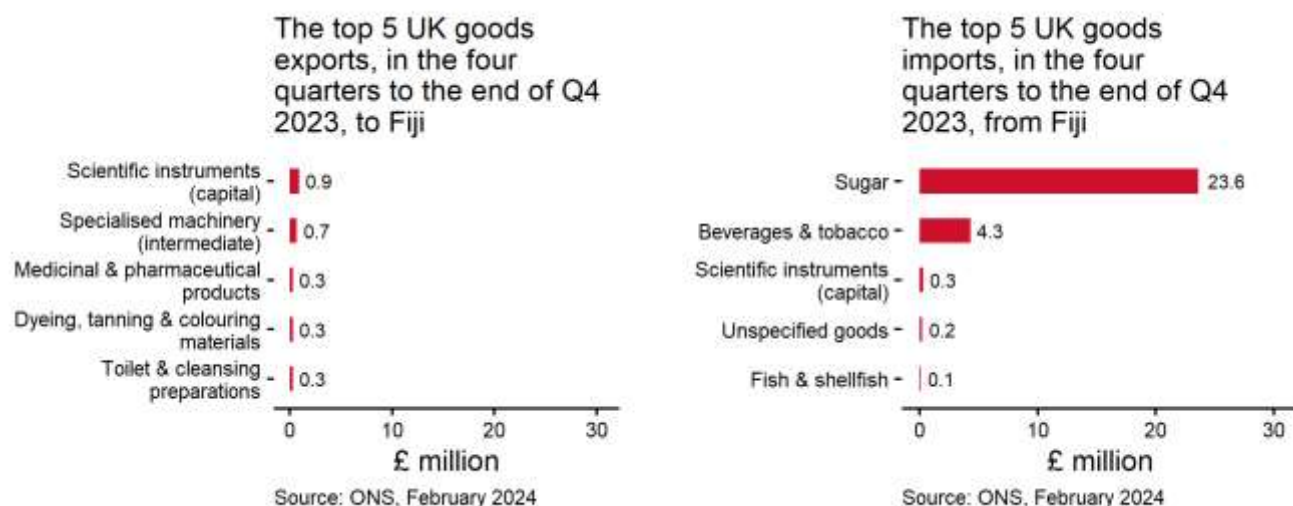 The top 5 UK goods
exports, in the four
quarters to the end of Q4
2023, to Fiji
Scientific instruments
(capital)
0.9
Specialised machinery
(intermediate)
0.7
Medicinal & pharmaceutical
products
0.3
Dyeing, tanning & colouring
materials
0.3
Toilet & cleansing
preparations
0.3
0 10 20 30
£ million
Source: ONS, February 2024
The top 5 UK goods
imports, in the four
quarters to the end of Q4
2023, from Fiji
Sugar
23.6
Beverages & tobacco
4.3
Scientific instruments
(capital)
0.3
Unspecified goods
0.2
Fish & shellfish
0.1
0 10 20 30
£ million
Source: ONS, February 2024